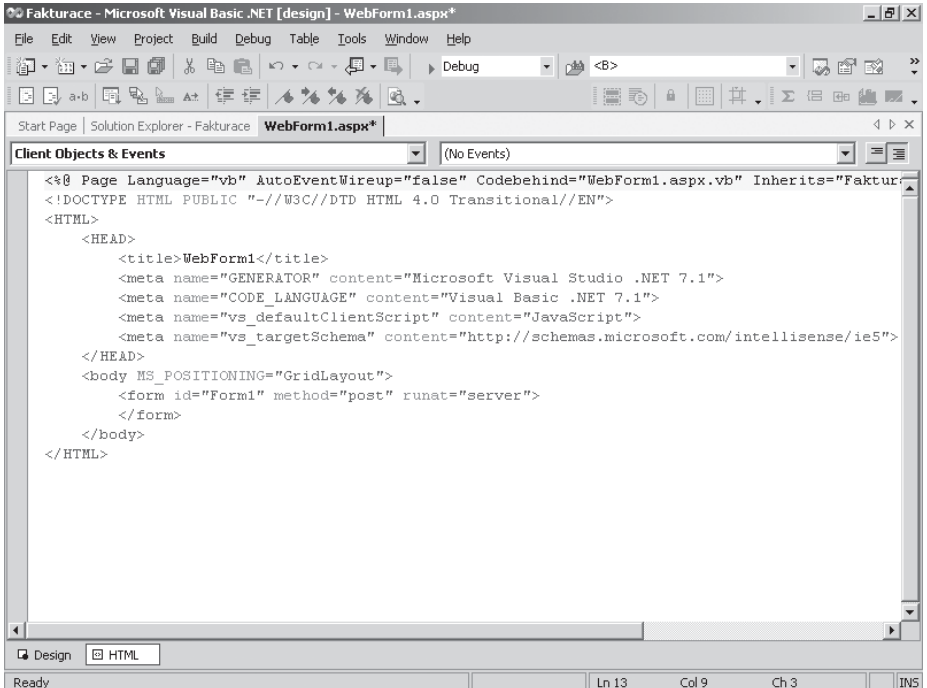 Fakturace - Microsoft Visual Basic .NET [design] - WebForm1.aspx*
File Edit View Project Build Debug Table Tools Window Help
Debug <B>
a•b A±
Start Page Solution Explorer - Fakturace WebForm1.aspx*
Client Objects & Events (No Events)
<%@ Page Language="vb" AutoEventWireup="false" Codebehind="WebForm1.aspx.vb" Inherits="Faktura
<!DOCTYPE HTML PUBLIC "-//W3C//DTD HTML 4.0 Transitional//EN">
<HTML>
<HEAD>
<title>WebForm1</title>
<meta name="GENERATOR" content="Microsoft Visual Studio .NET 7.1">
<meta name="CODE_LANGUAGE" content="Visual Basic .NET 7.1">
<meta name="vs_defaultClientScript" content="JavaScript">
<meta name="vs_targetSchema" content="http://schemas.microsoft.com/intellisense/ie5">
</HEAD>
<body MS_POSITIONING="GridLayout">
<form id="Form1" method="post" runat="server">
</form>
</body>
</HTML>
Design HTML
Ready Ln 13 Col 9 Ch 3 INS